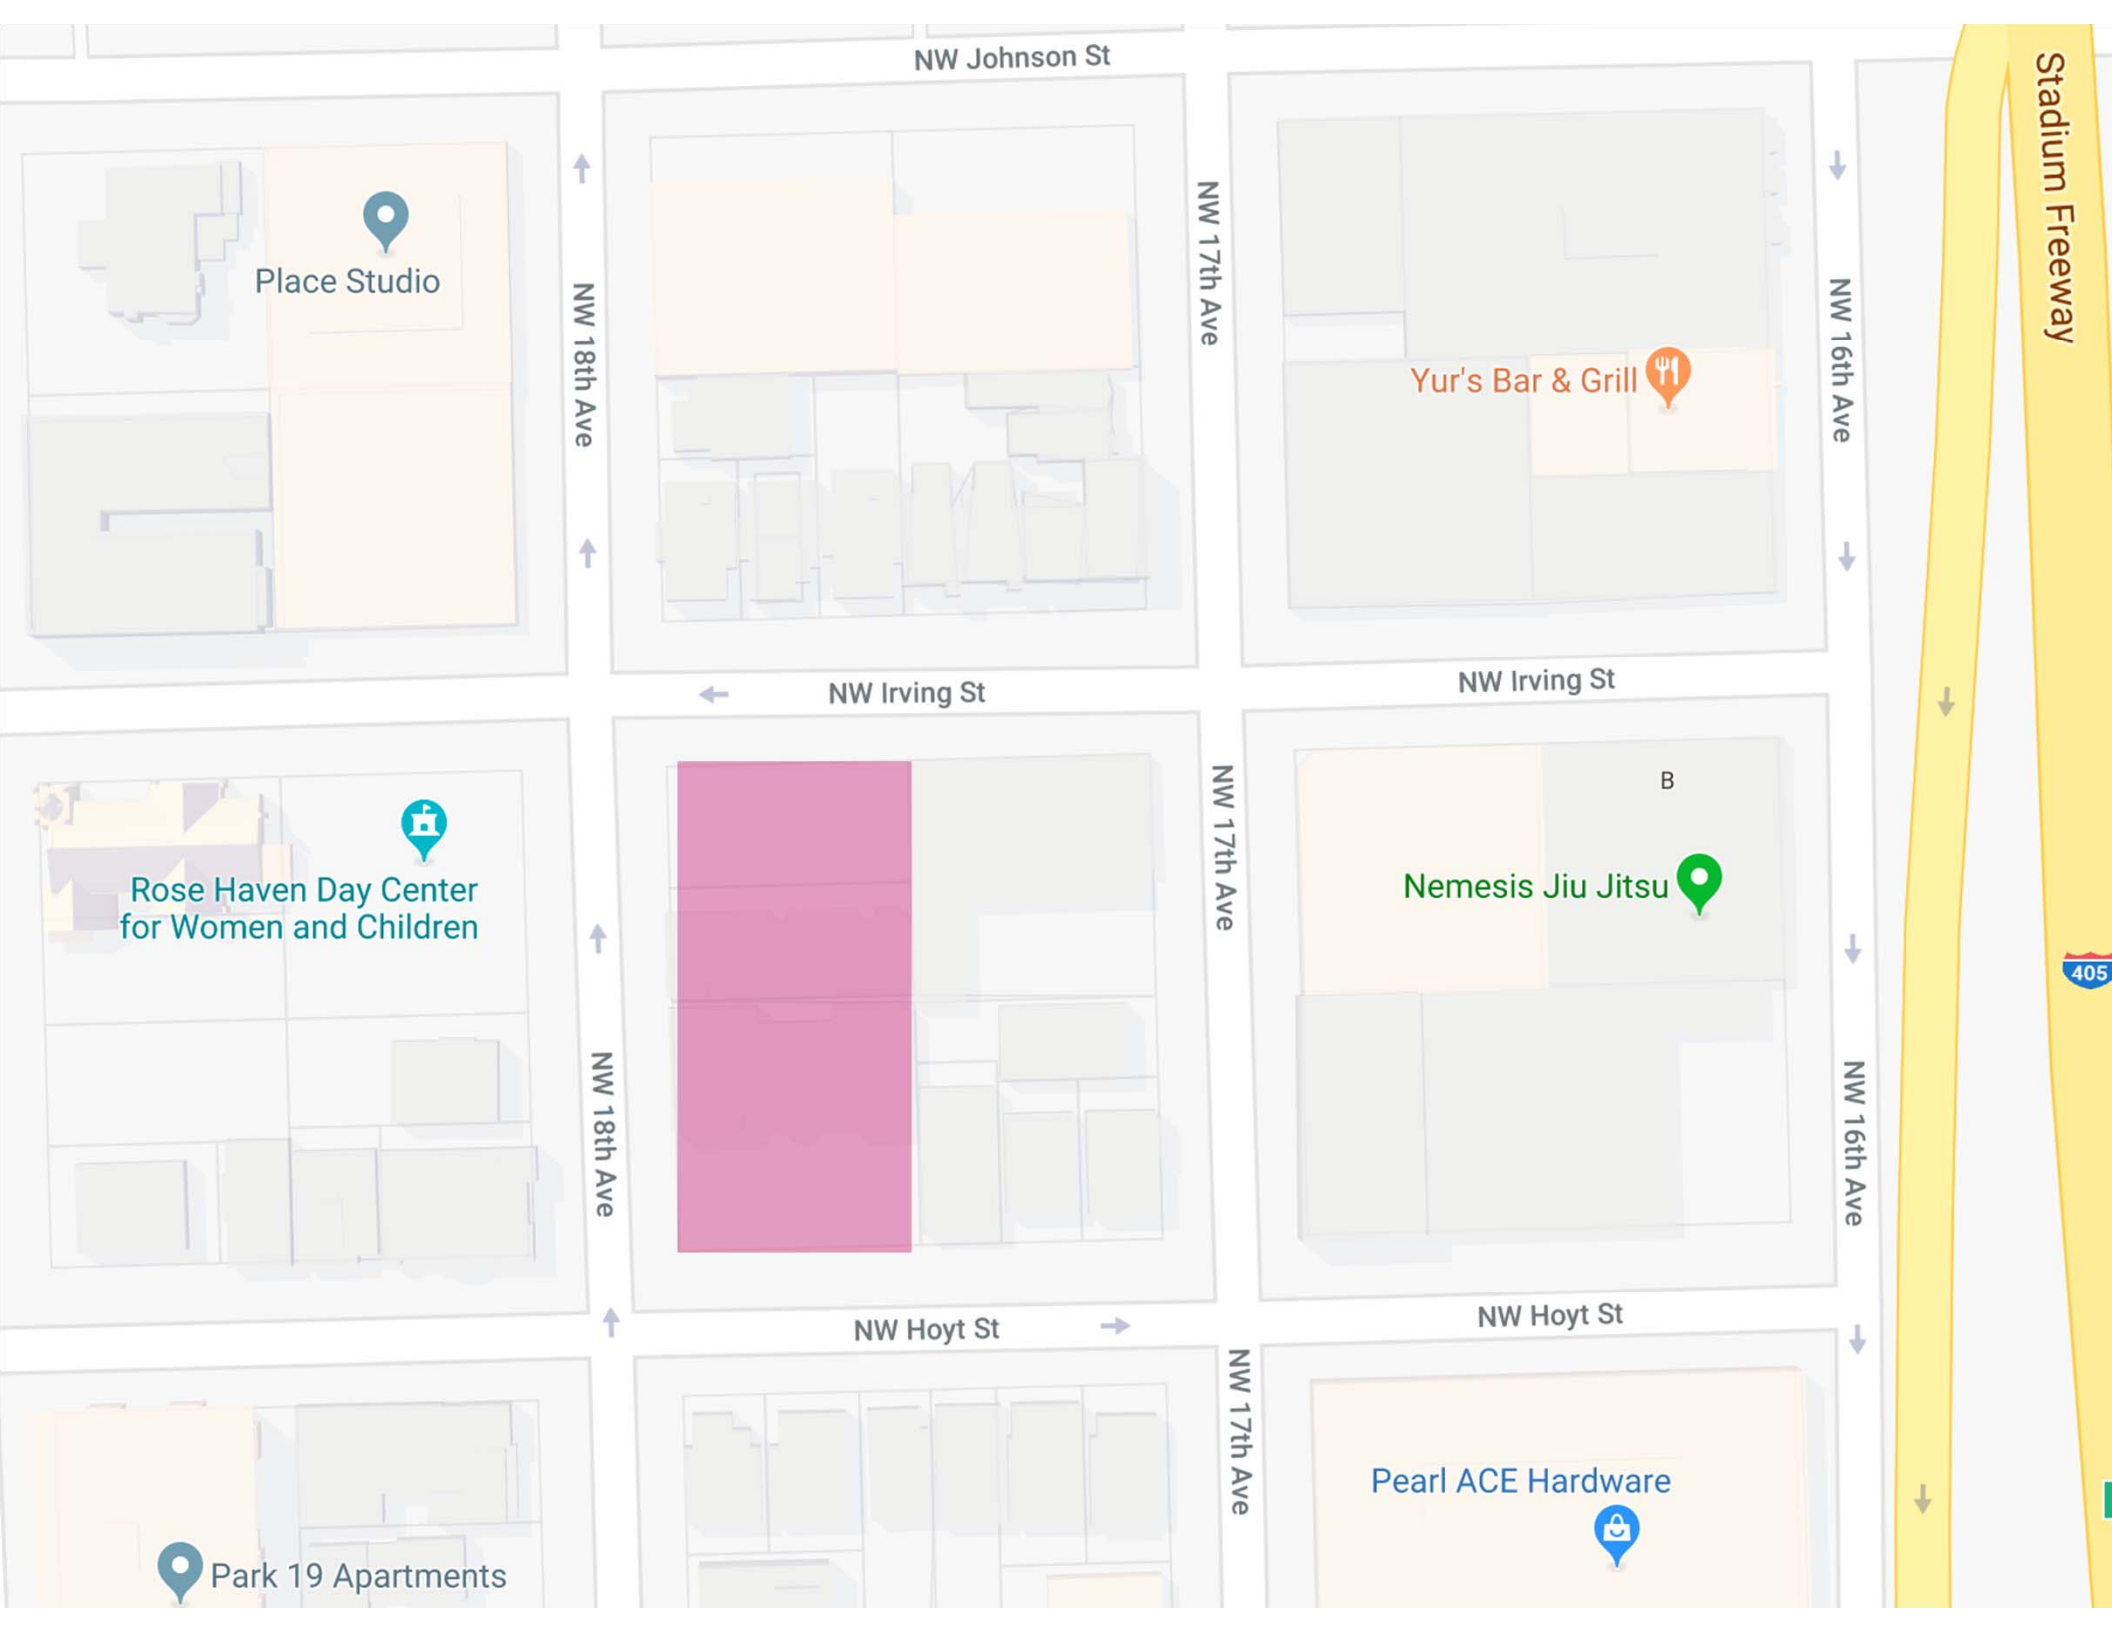 NW Johnson St
Stadium Freeway
NW 17th Ave
Place Studio
NW 18th Ave
NW 16th Ave
Yur's Bar & Grill
NW Irving St
NW Irving St
NW 17th Ave
B
Rose Haven Day Center
for Women and Children
Nemesis Jiu Jitsu
405
NW 18th Ave
NW 16th Ave
NW Hoyt St
NW Hoyt St
NW 17th Ave
Pearl ACE Hardware
Park 19 Apartments